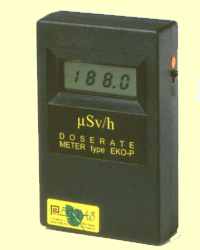 188.0
µSv/h
DOSERATE
METER type EKO-P